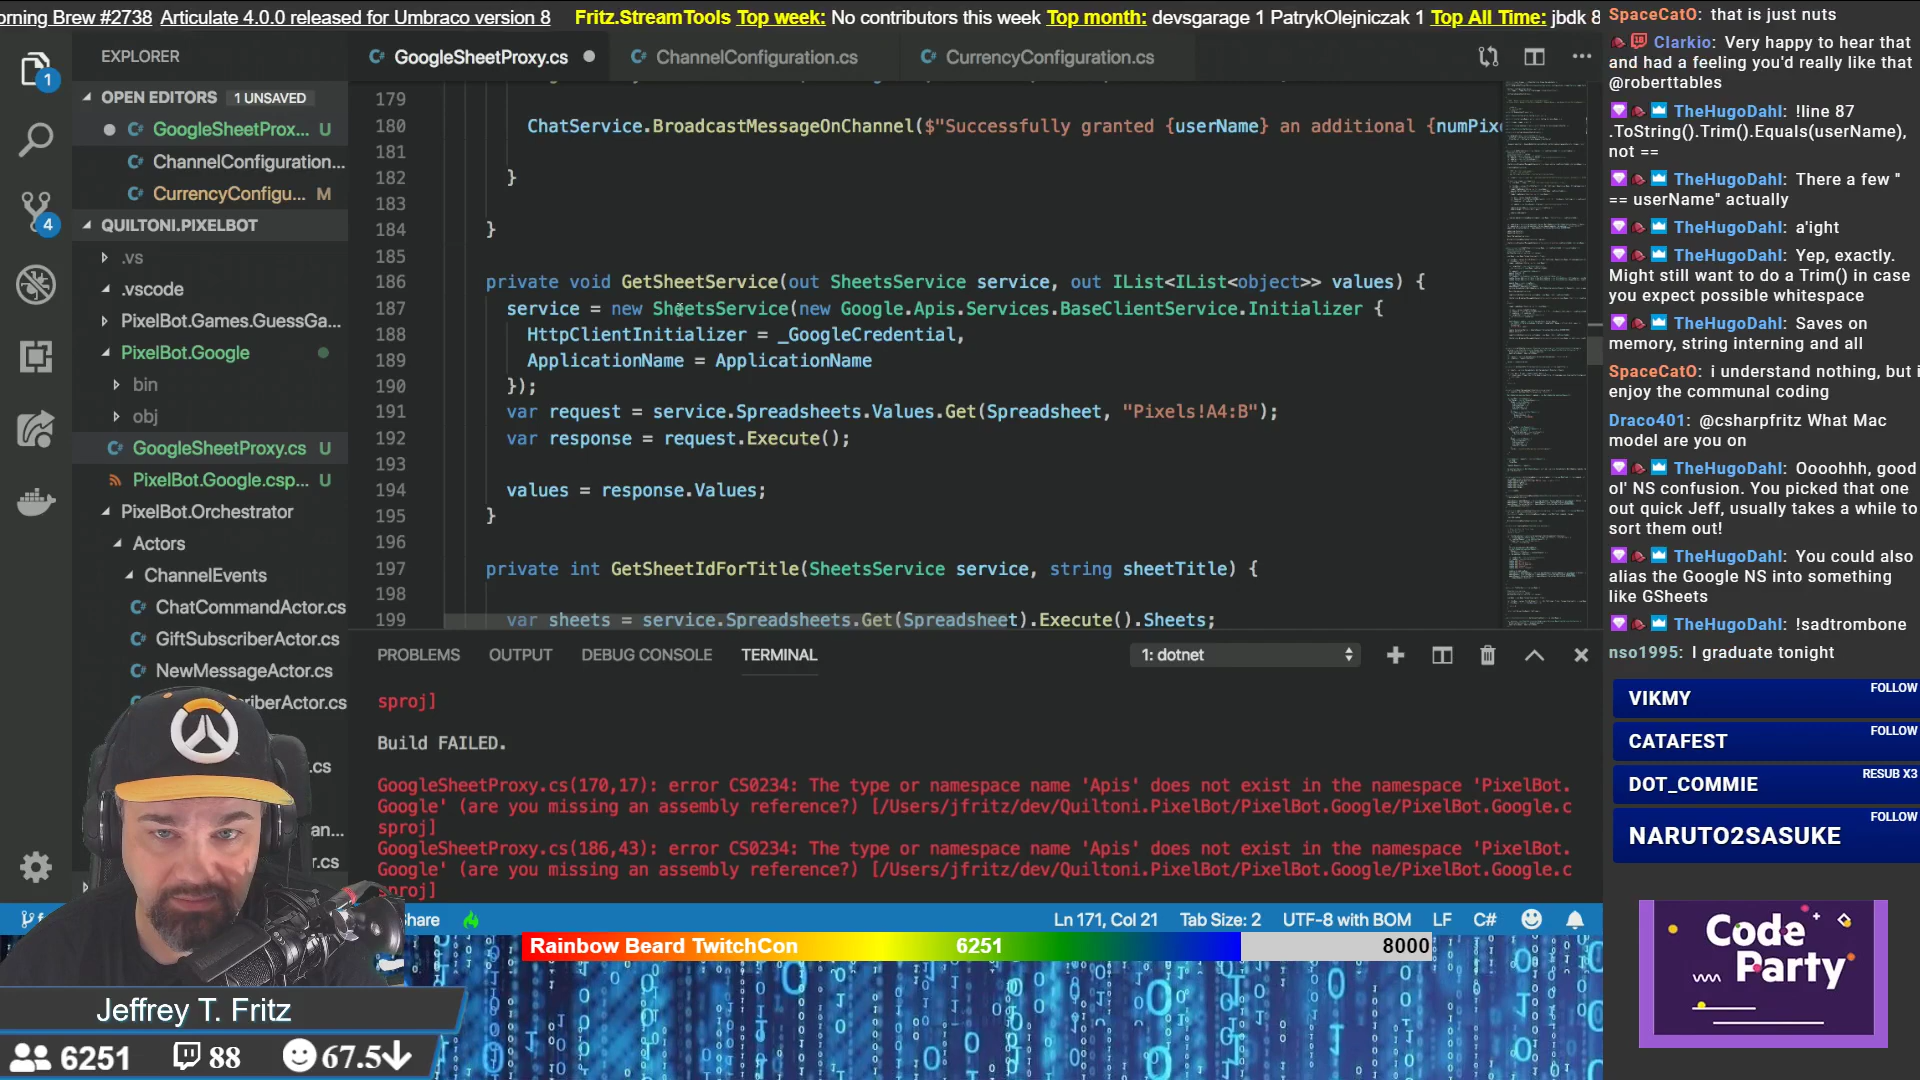 orning Brew #2738 Articulate 4.0.0 released for Umbraco version 8 Fritz.StreamTools Top week: No contributors this week Top month: devsgarage 1 PatrykOlejniczak 1 Top All Time: jbdk 8
EXPLORER
OPEN EDITORS 1 UNSAVED
GoogleSheetProx... U
ChannelConfiguration...
CurrencyConfigu... M
QUILTONI.PIXELBOT
.vs
.vscode
PixelBot.Games.GuessGa...
PixelBot.Google
bin
obj
GoogleSheetProxy.cs U
PixelBot.Google.csp... U
PixelBot.Orchestrator
Actors
ChannelEvents
ChatCommandActor.cs
GiftSubscriberActor.cs
NewMessageActor.cs
riberActor.cs
.cs
an...
r.cs
1
4
GoogleSheetProxy.cs
ChannelConfiguration.cs
CurrencyConfiguration.cs
179
180 ChatService.BroadcastMessageOnChannel($"Successfully granted {userName} an additional {numPix
181
182 }
183
184 }
185
186 private void GetSheetService(out SheetsService service, out IList<IList<object>> values) {
187 service = new SheetsService(new Google.Apis.Services.BaseClientService.Initializer {
188 HttpClientInitializer = _GoogleCredential,
189 ApplicationName = ApplicationName
190 });
191 var request = service.Spreadsheets.Values.Get(Spreadsheet, "Pixels!A4:B");
192 var response = request.Execute();
193
194 values = response.Values;
195 }
196
197 private int GetSheetIdForTitle(SheetsService service, string sheetTitle) {
198
199 var sheets = service.Spreadsheets.Get(Spreadsheet).Execute().Sheets;
PROBLEMS OUTPUT DEBUG CONSOLE TERMINAL 1: dotnet
sproj]
Build FAILED.
GoogleSheetProxy.cs(170,17): error CS0234: The type or namespace name 'Apis' does not exist in the namespace 'PixelBot.
Google' (are you missing an assembly reference?) [/Users/jfritz/dev/Quiltoni.PixelBot/PixelBot.Google/PixelBot.Google.c
sproj]
GoogleSheetProxy.cs(186,43): error CS0234: The type or namespace name 'Apis' does not exist in the namespace 'PixelBot.
Google' (are you missing an assembly reference?) [/Users/jfritz/dev/Quiltoni.PixelBot/PixelBot.Google/PixelBot.Google.c
sproj]
hare Ln 171, Col 21 Tab Size: 2 UTF-8 with BOM LF C#
Rainbow Beard TwitchCon 6251 8000
Jeffrey T. Fritz
6251 88 67.5
SpaceCatO: that is just nuts
Clarkio: Very happy to hear that
and had a feeling you'd really like that
@roberttables
TheHugoDahl: !line 87
.ToString().Trim().Equals(userName),
not ==
TheHugoDahl: There a few "
== userName" actually
TheHugoDahl: a'ight
TheHugoDahl: Yep, exactly.
Might still want to do a Trim() in case
you expect possible whitespace
TheHugoDahl: Saves on
memory, string interning and all
SpaceCatO: i understand nothing, but i
enjoy the communal coding
Draco401: @csharpfritz What Mac
model are you on
TheHugoDahl: Oooohhh, good
ol' NS confusion. You picked that one
out quick Jeff, usually takes a while to
sort them out!
TheHugoDahl: You could also
alias the Google NS into something
like GSheets
TheHugoDahl: !sadtrombone
nso1995: I graduate tonight
VIKMY FOLLOW
CATAFEST FOLLOW
DOT_COMMIE RESUB X3
NARUTO2SASUKE FOLLOW
Code
Party